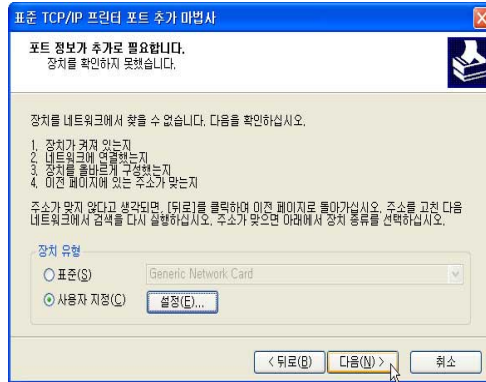 표준 TCP/IP 프린터 포트 추가 마법사
포트 정보가 추가로 필요합니다.
장치를 확인하지 못했습니다.
장치를 네트워크에서 찾을 수 없습니다. 다음을 확인하십시오.
1. 장치가 켜져 있는지
2. 네트워크에 연결했는지
3. 장치를 올바르게 구성했는지
4. 이전 페이지에 있는 주소가 맞는지
주소가 맞지 않다고 생각되면, [뒤로]를 클릭하여 이전 페이지로 돌아가십시오. 주소를 고친 다음
네트워크에서 검색을 다시 실행하십시오. 주소가 맞으면 아래에서 장치 종류를 선택하십시오.
장치 유형
표준(S) Generic Network Card
사용자 지정(C) 설정(E)...
< 뒤로(B) 다음(N) > 취소